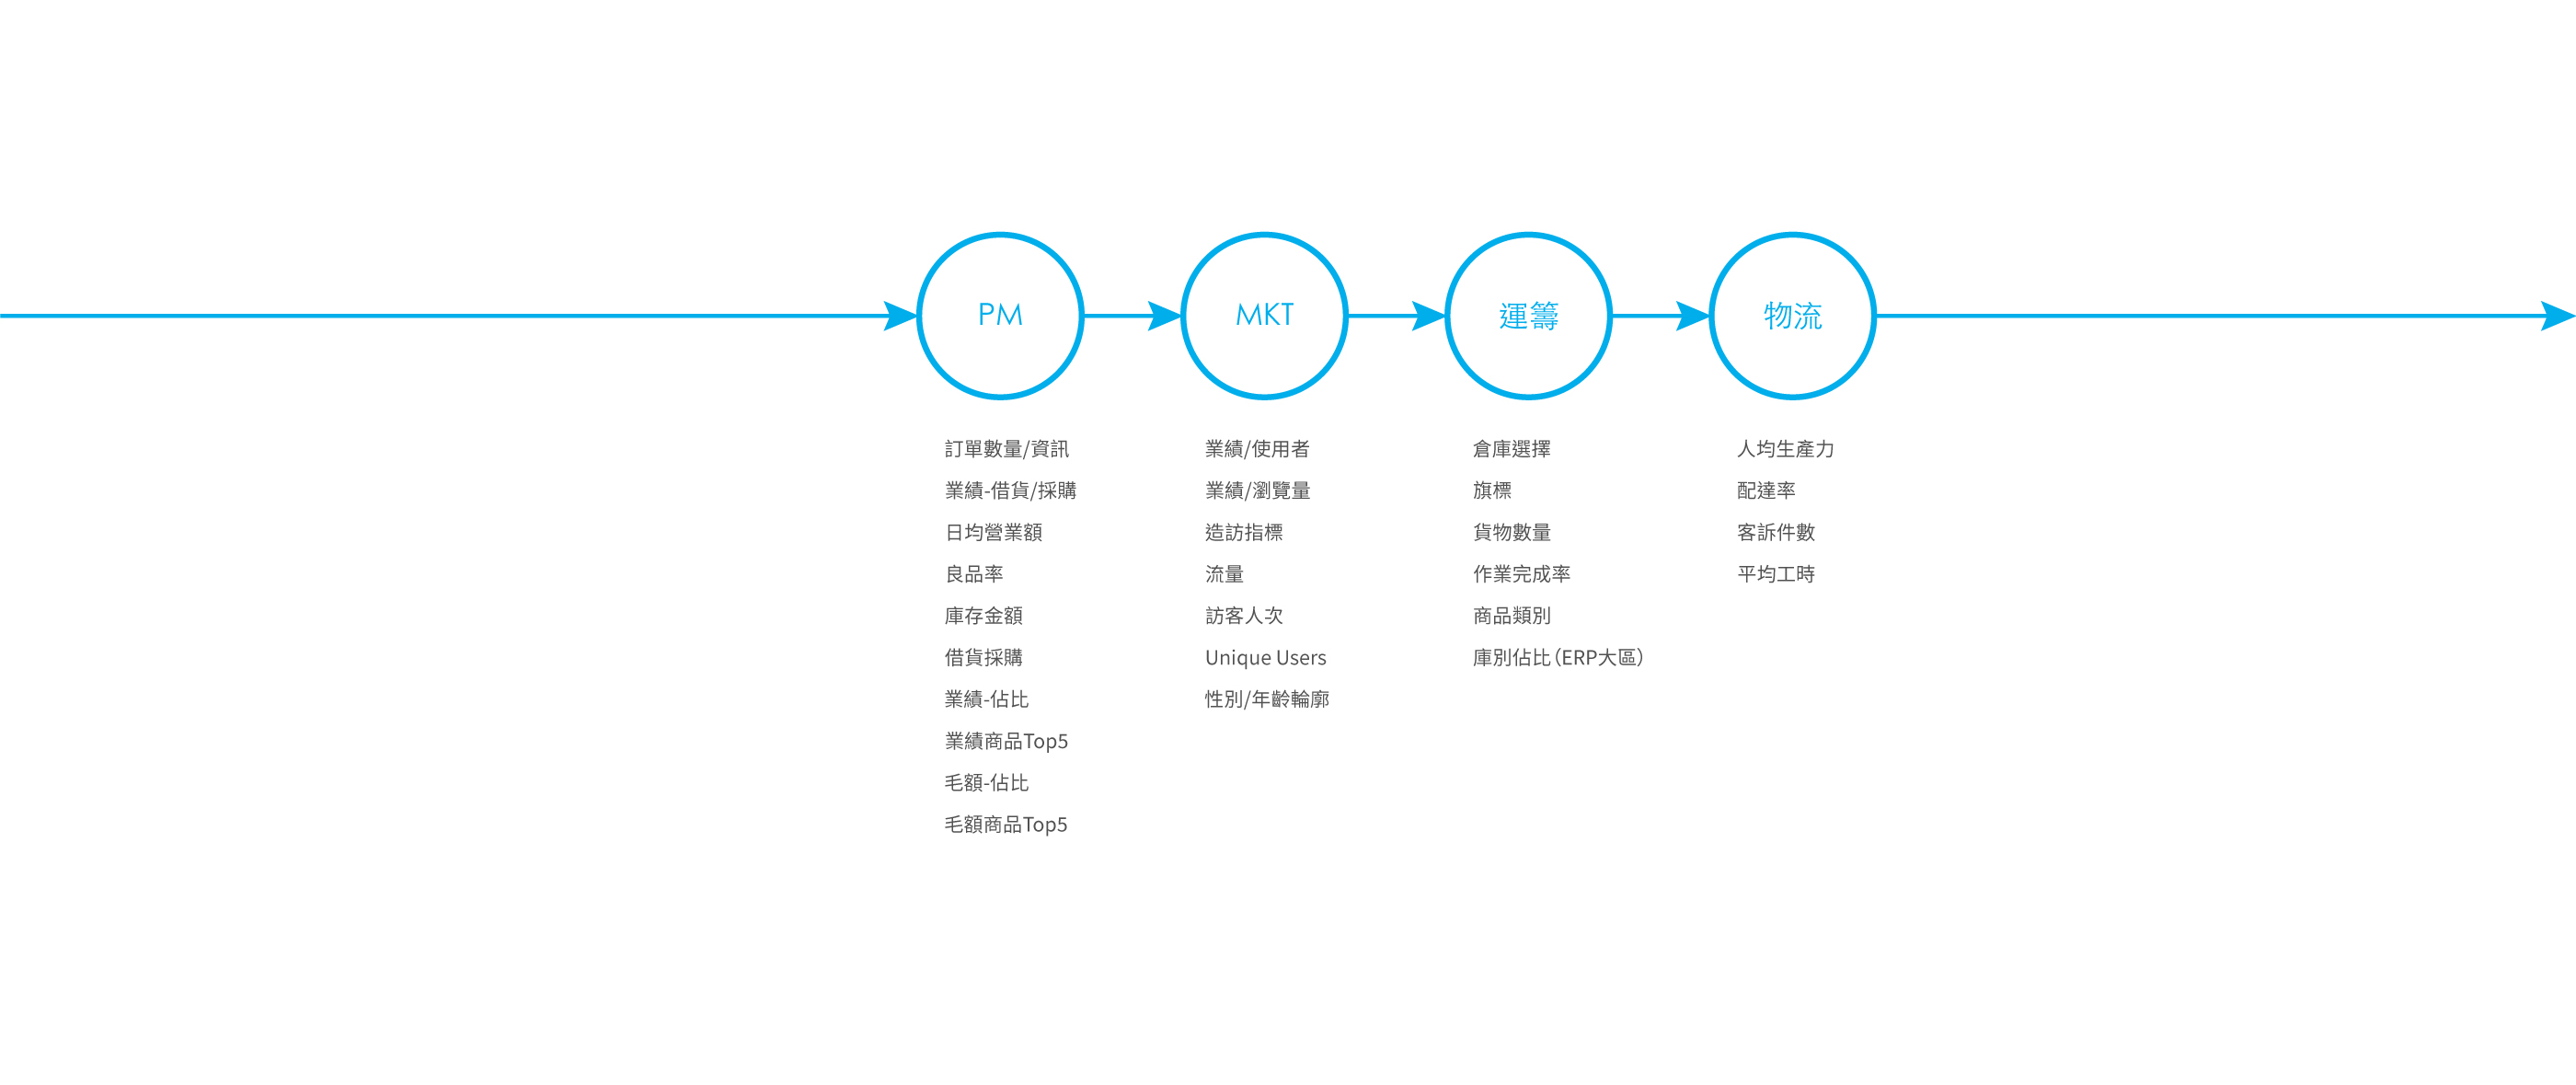 PM
訂單數量/資訊
業績-借貨/採購
日均營業額
良品率
庫存金額
借貨採購
業績-佔比
業績商品Top5
毛額-佔比
毛額商品Top5
MKT
業績/使用者
業績/瀏覽量
造訪指標
流量
訪客人次
Unique Users
性別/年齡輪廓
運籌
倉庫選擇
旗標
貨物數量
作業完成率
商品類別
庫別佔比（ERP大區）
物流
人均生產力
配達率
客訴件數
平均工時